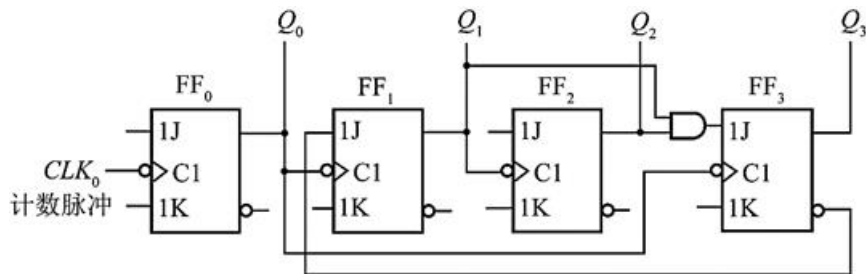 Q₀ Q₁ Q₂ Q₃
FF₀ FF₁ FF₂ FF₃
1J 1J 1J 1J
CLK₀ C1 C1 C1 C1
计数脉冲 1K 1K 1K 1K